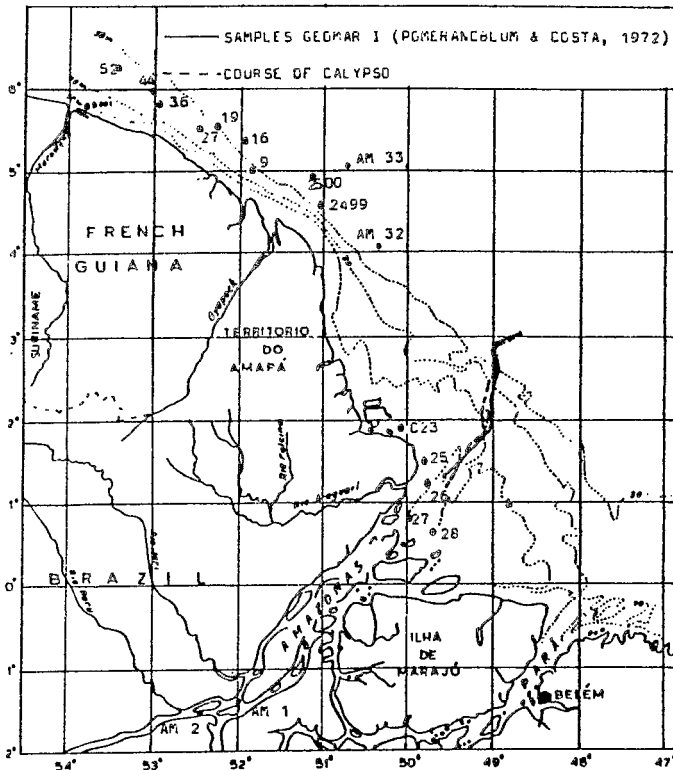 SAMPLES GEOMAR I (POMERANCBLUM & COSTA, 1972)
COURSE OF CALYPSO
52
44
36
6°
19
27
16
9
AM 33
5°
2500
2499
AM 32
FRENCH
4°
GUIANA
Oyapock
SURINAME
TERRITORIO
DO
AMAPÁ
3°
2°
C23
25
26
1°
27
28
BRAZIL
0°
AMAZONAS
ILHA
DE
MARAJÓ
PARÁ
1°
BELÉM
AM 1
AM 2
2°
54° 53° 52° 51° 50° 49° 48° 47°